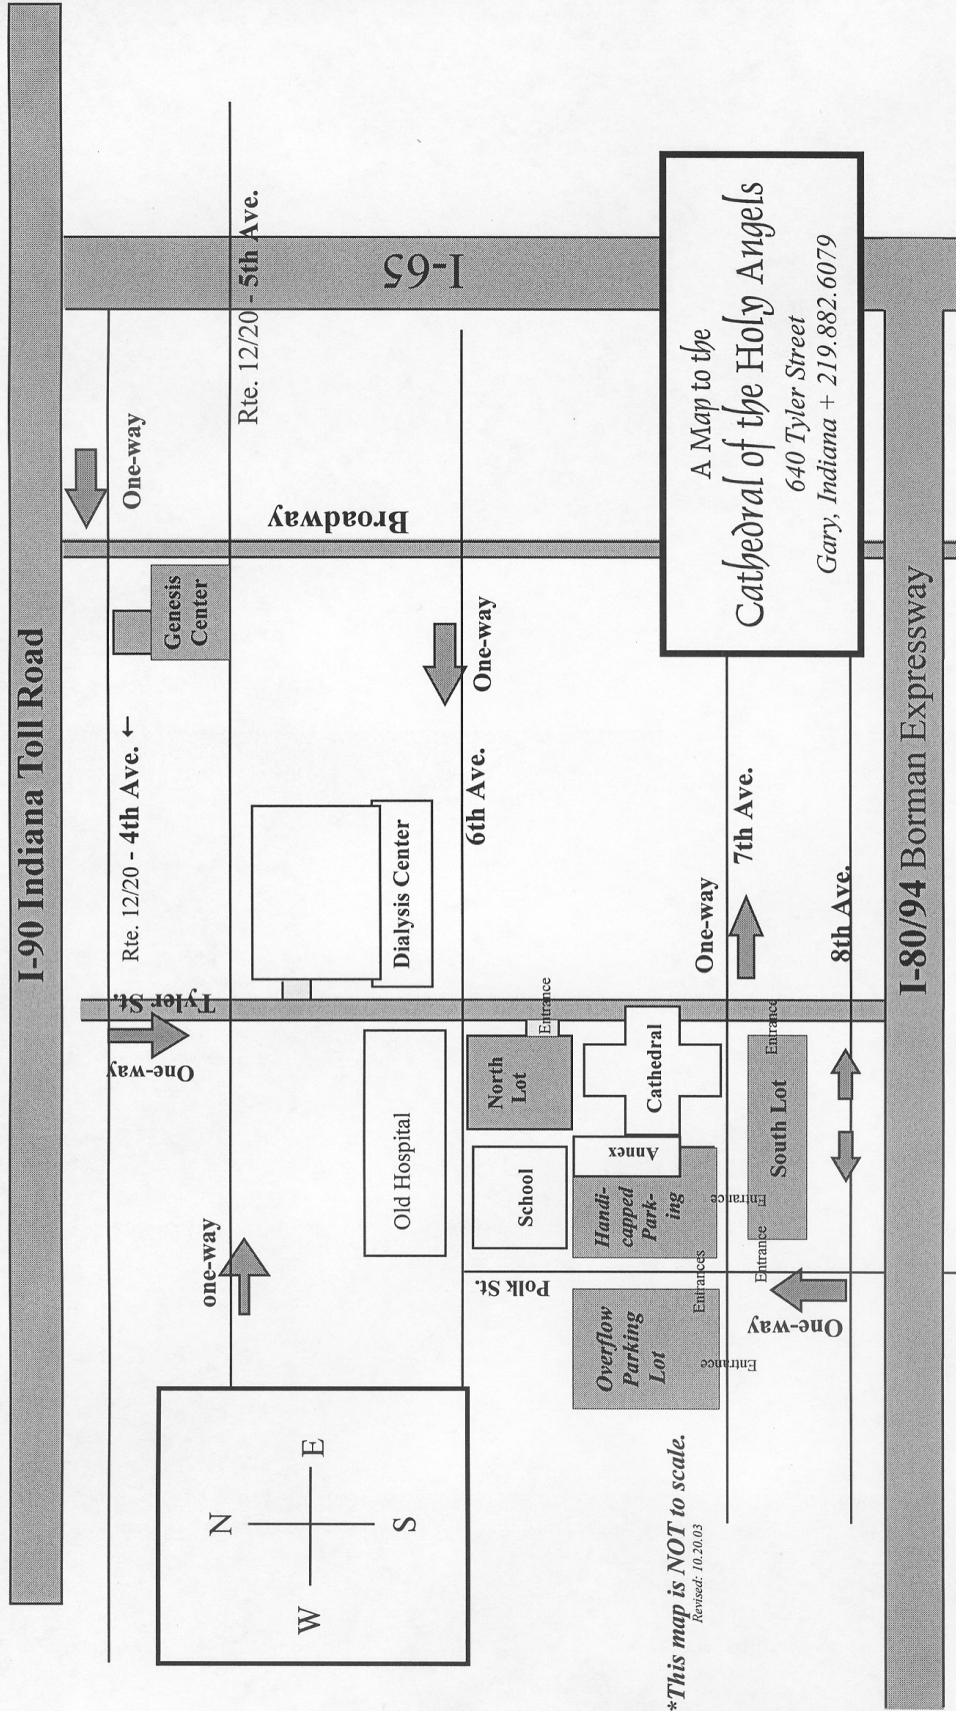 I-90 Indiana Toll Road
One-way
Rte. 12/20 - 4th Ave. ←
Tyler St.
One-way
Genesis
Center
Rte. 12/20 - 5th Ave.
one-way
I-65
Broadway
Dialysis Center
Old Hospital
N
W
E
S
One-way
6th Ave.
North
Lot
Entrance
School
Polk St.
Cathedral
Annex
Handi-
capped
Park-
ing
Overflow
Parking
Lot
Entrance
Entrances
Entrance
Entrance
One-way
7th Ave.
South Lot
Entrance
One-way
8th Ave.
A Map to the
Cathedral of the Holy Angels
640 Tyler Street
Gary, Indiana + 219.882.6079
I-80/94 Borman Expressway
*This map is NOT to scale.
Revised: 10.20.03